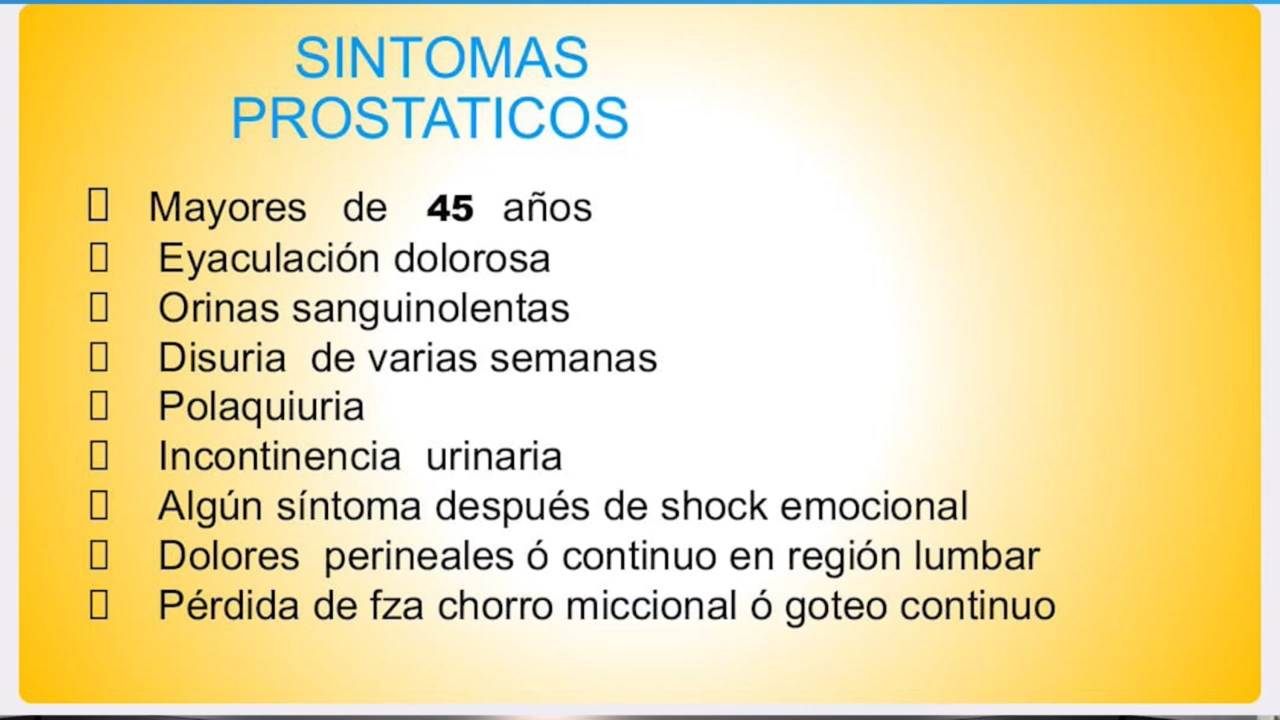 SINTOMAS
PROSTATICOS
Mayores de 45 años
Eyaculación dolorosa
Orinas sanguinolentas
Disuria de varias semanas
Polaquiuria
Incontinencia urinaria
Algún síntoma después de shock emocional
Dolores perineales ó continuo en región lumbar
Pérdida de fza chorro miccional ó goteo continuo